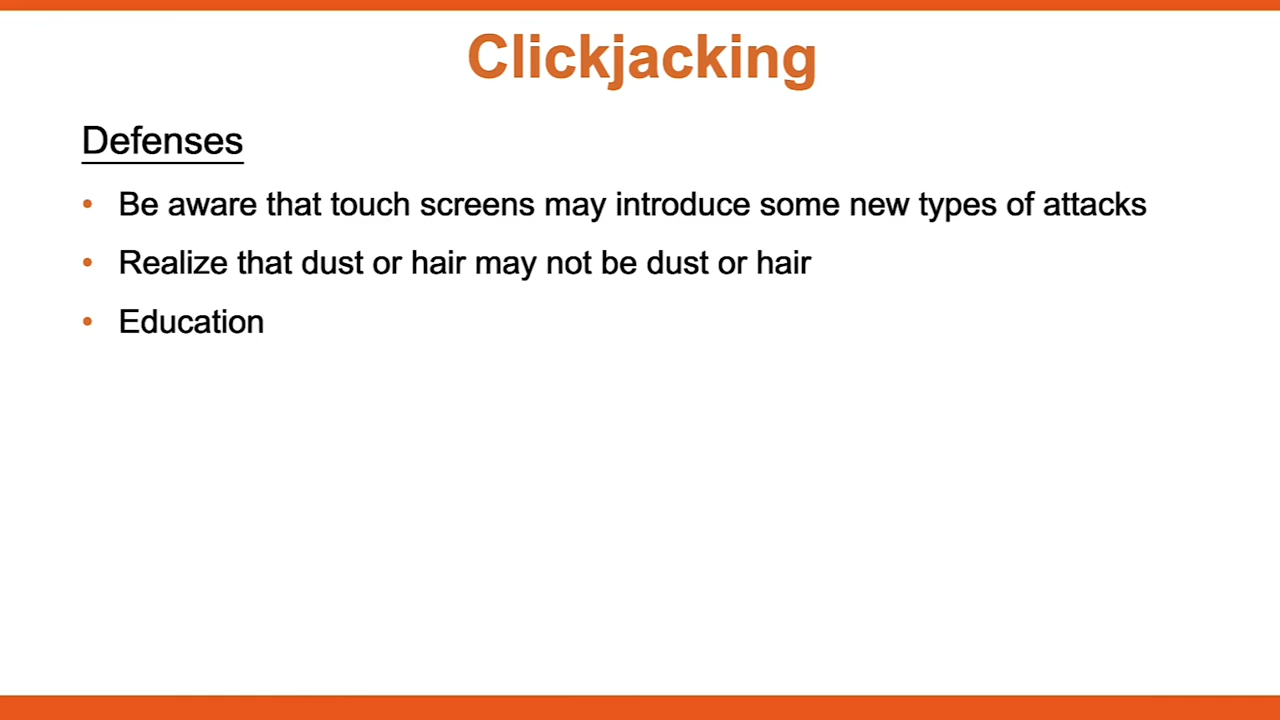 Clickjacking
Defenses
• Be aware that touch screens may introduce some new types of attacks
• Realize that dust or hair may not be dust or hair
• Education